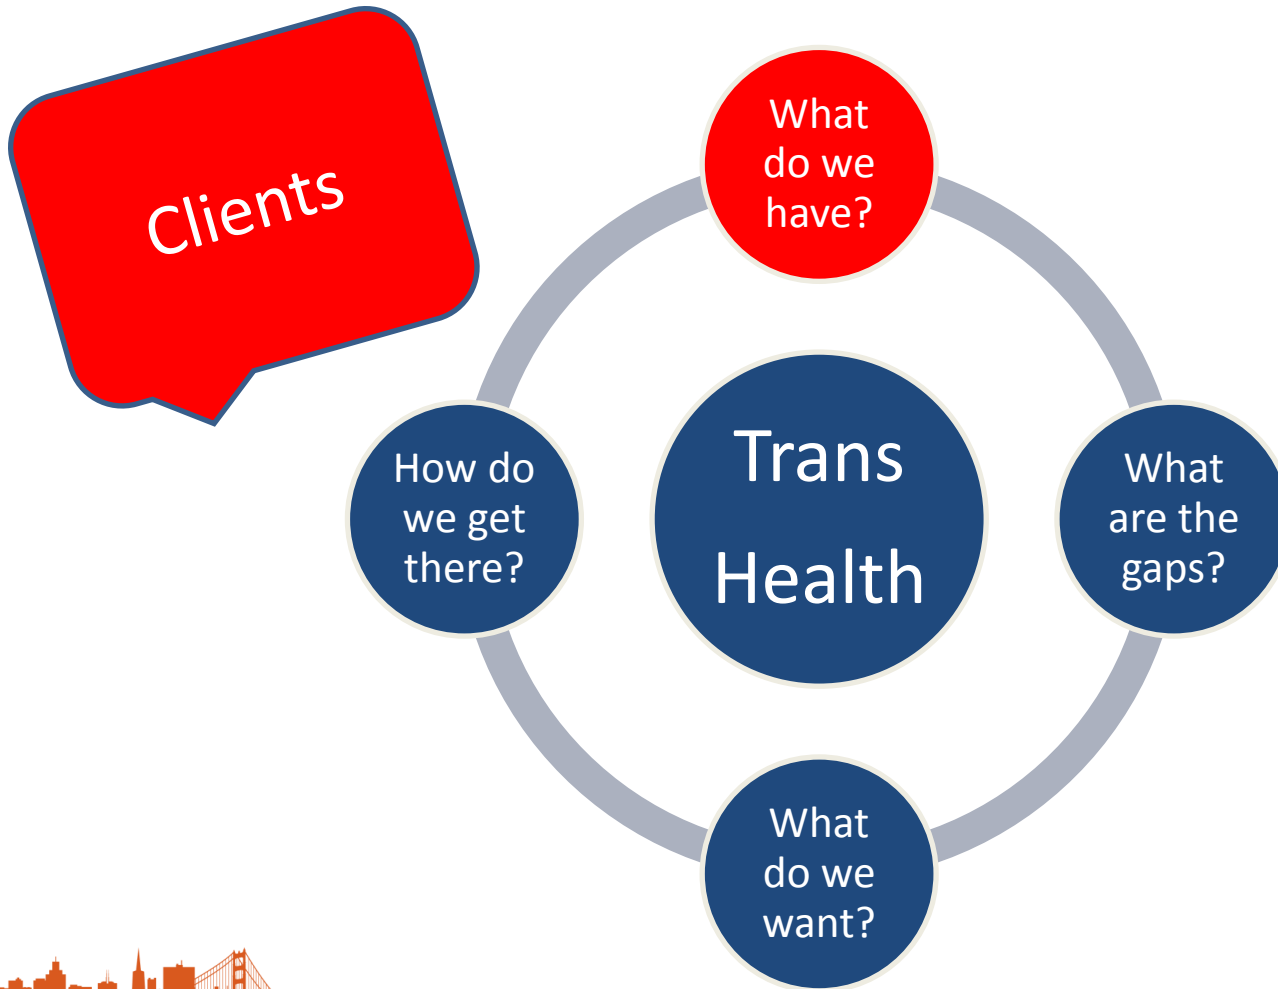 Clients
What
do we
have?
How do
we get
there?
Trans
Health
What
are the
gaps?
What
do we
want?